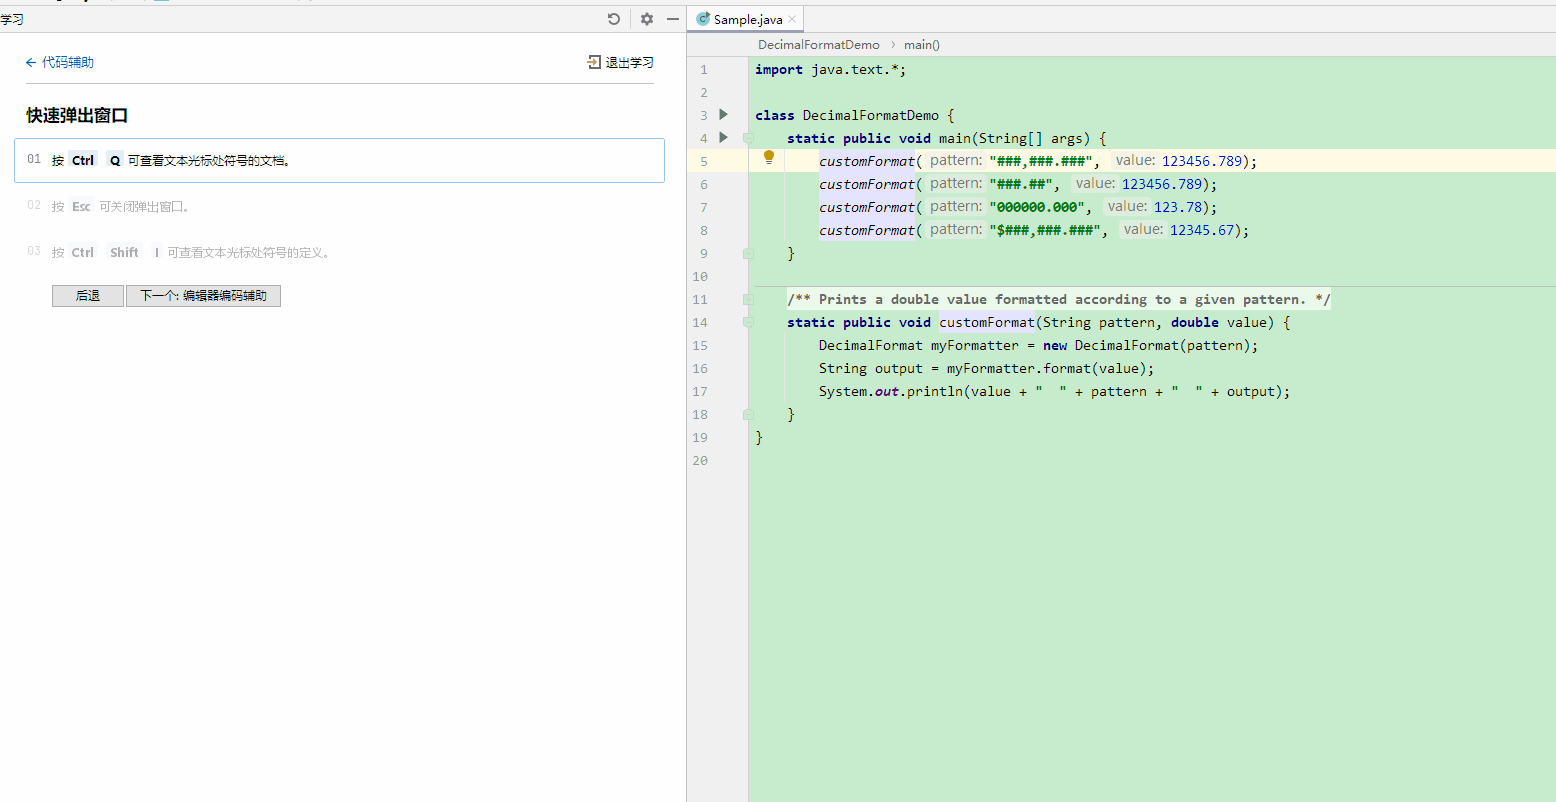 学习
← 代码辅助
退出学习
快速弹出窗口
01 按 Ctrl Q 可查看文本光标处符号的文档。
02 按 Esc 可关闭弹出窗口。
03 按 Ctrl Shift I 可查看文本光标处符号的定义。
后退 下一个: 编辑器编码辅助
Sample.java
DecimalFormatDemo › main()
1 import java.text.*;
2
3 class DecimalFormatDemo {
4 static public void main(String[] args) {
5 customFormat( pattern: "###,###.###", value: 123456.789);
6 customFormat( pattern: "###.##", value: 123456.789);
7 customFormat( pattern: "000000.000", value: 123.78);
8 customFormat( pattern: "$###,###.###", value: 12345.67);
9 }
10
11 /** Prints a double value formatted according to a given pattern. */
14 static public void customFormat(String pattern, double value) {
15 DecimalFormat myFormatter = new DecimalFormat(pattern);
16 String output = myFormatter.format(value);
17 System.out.println(value + "  " + pattern + "  " + output);
18 }
19 }
20